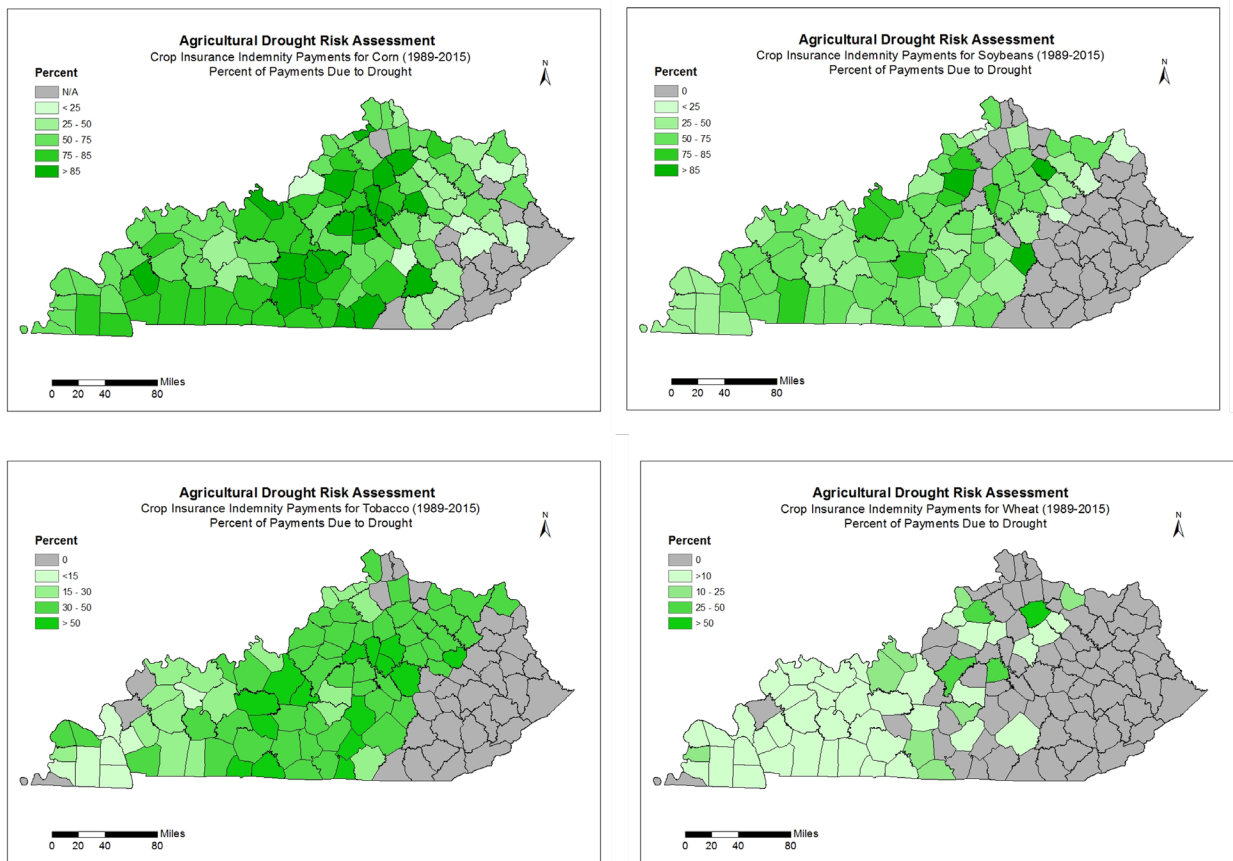 Agricultural Drought Risk Assessment
Crop Insurance Indemnity Payments for Corn (1989-2015)
Percent of Payments Due to Drought
N
Percent
N/A
< 25
25 - 50
50 - 75
75 - 85
> 85
Miles
0 20 40 80
Agricultural Drought Risk Assessment
Crop Insurance Indemnity Payments for Soybeans (1989-2015)
Percent of Payments Due to Drought
N
Percent
0
< 25
25 - 50
50 - 75
75 - 85
> 85
Miles
0 20 40 80
Agricultural Drought Risk Assessment
Crop Insurance Indemnity Payments for Tobacco (1989-2015)
Percent of Payments Due to Drought
N
Percent
0
<15
15 - 30
30 - 50
> 50
Miles
0 20 40 80
Agricultural Drought Risk Assessment
Crop Insurance Indemnity Payments for Wheat (1989-2015)
Percent of Payments Due to Drought
N
Percent
0
>10
10 - 25
25 - 50
> 50
Miles
0 20 40 80